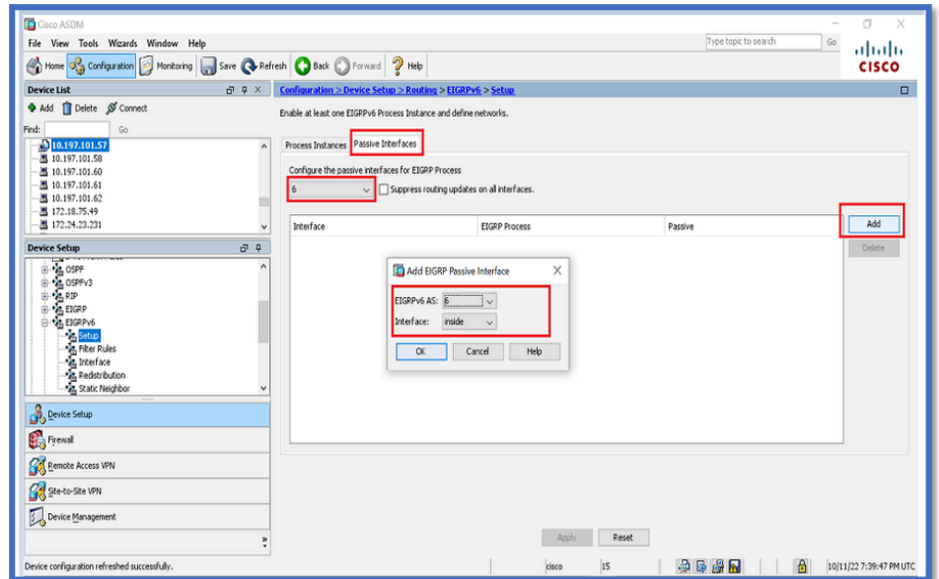 Cisco ASDM
File View Tools Wizards Window Help
Type topic to search Go
Home Configuration Monitoring Save Refresh Back Forward Help
CISCO
Device List
Add Delete Connect
Find: Go
10.197.101.57
10.197.101.58
10.197.101.60
10.197.101.61
10.197.101.62
172.18.75.49
172.24.23.231
Device Setup
OSPF
OSPFv3
RIP
EIGRP
EIGRPv6
Setup
Filter Rules
Interface
Redistribution
Static Neighbor
Device Setup
Firewall
Remote Access VPN
Site-to-Site VPN
Device Management
Configuration > Device Setup > Routing > EIGRPv6 > Setup
Enable at least one EIGRPv6 Process Instance and define networks.
Process Instances Passive Interfaces
Configure the passive interfaces for EIGRP Process
6 Suppress routing updates on all interfaces.
Interface EIGRP Process Passive
Add
Delete
Add EIGRP Passive Interface
EIGRPv6 AS: 6
Interface: inside
OK Cancel Help
Apply Reset
Device configuration refreshed successfully. cisco 15 10/11/22 7:39:47 PM UTC